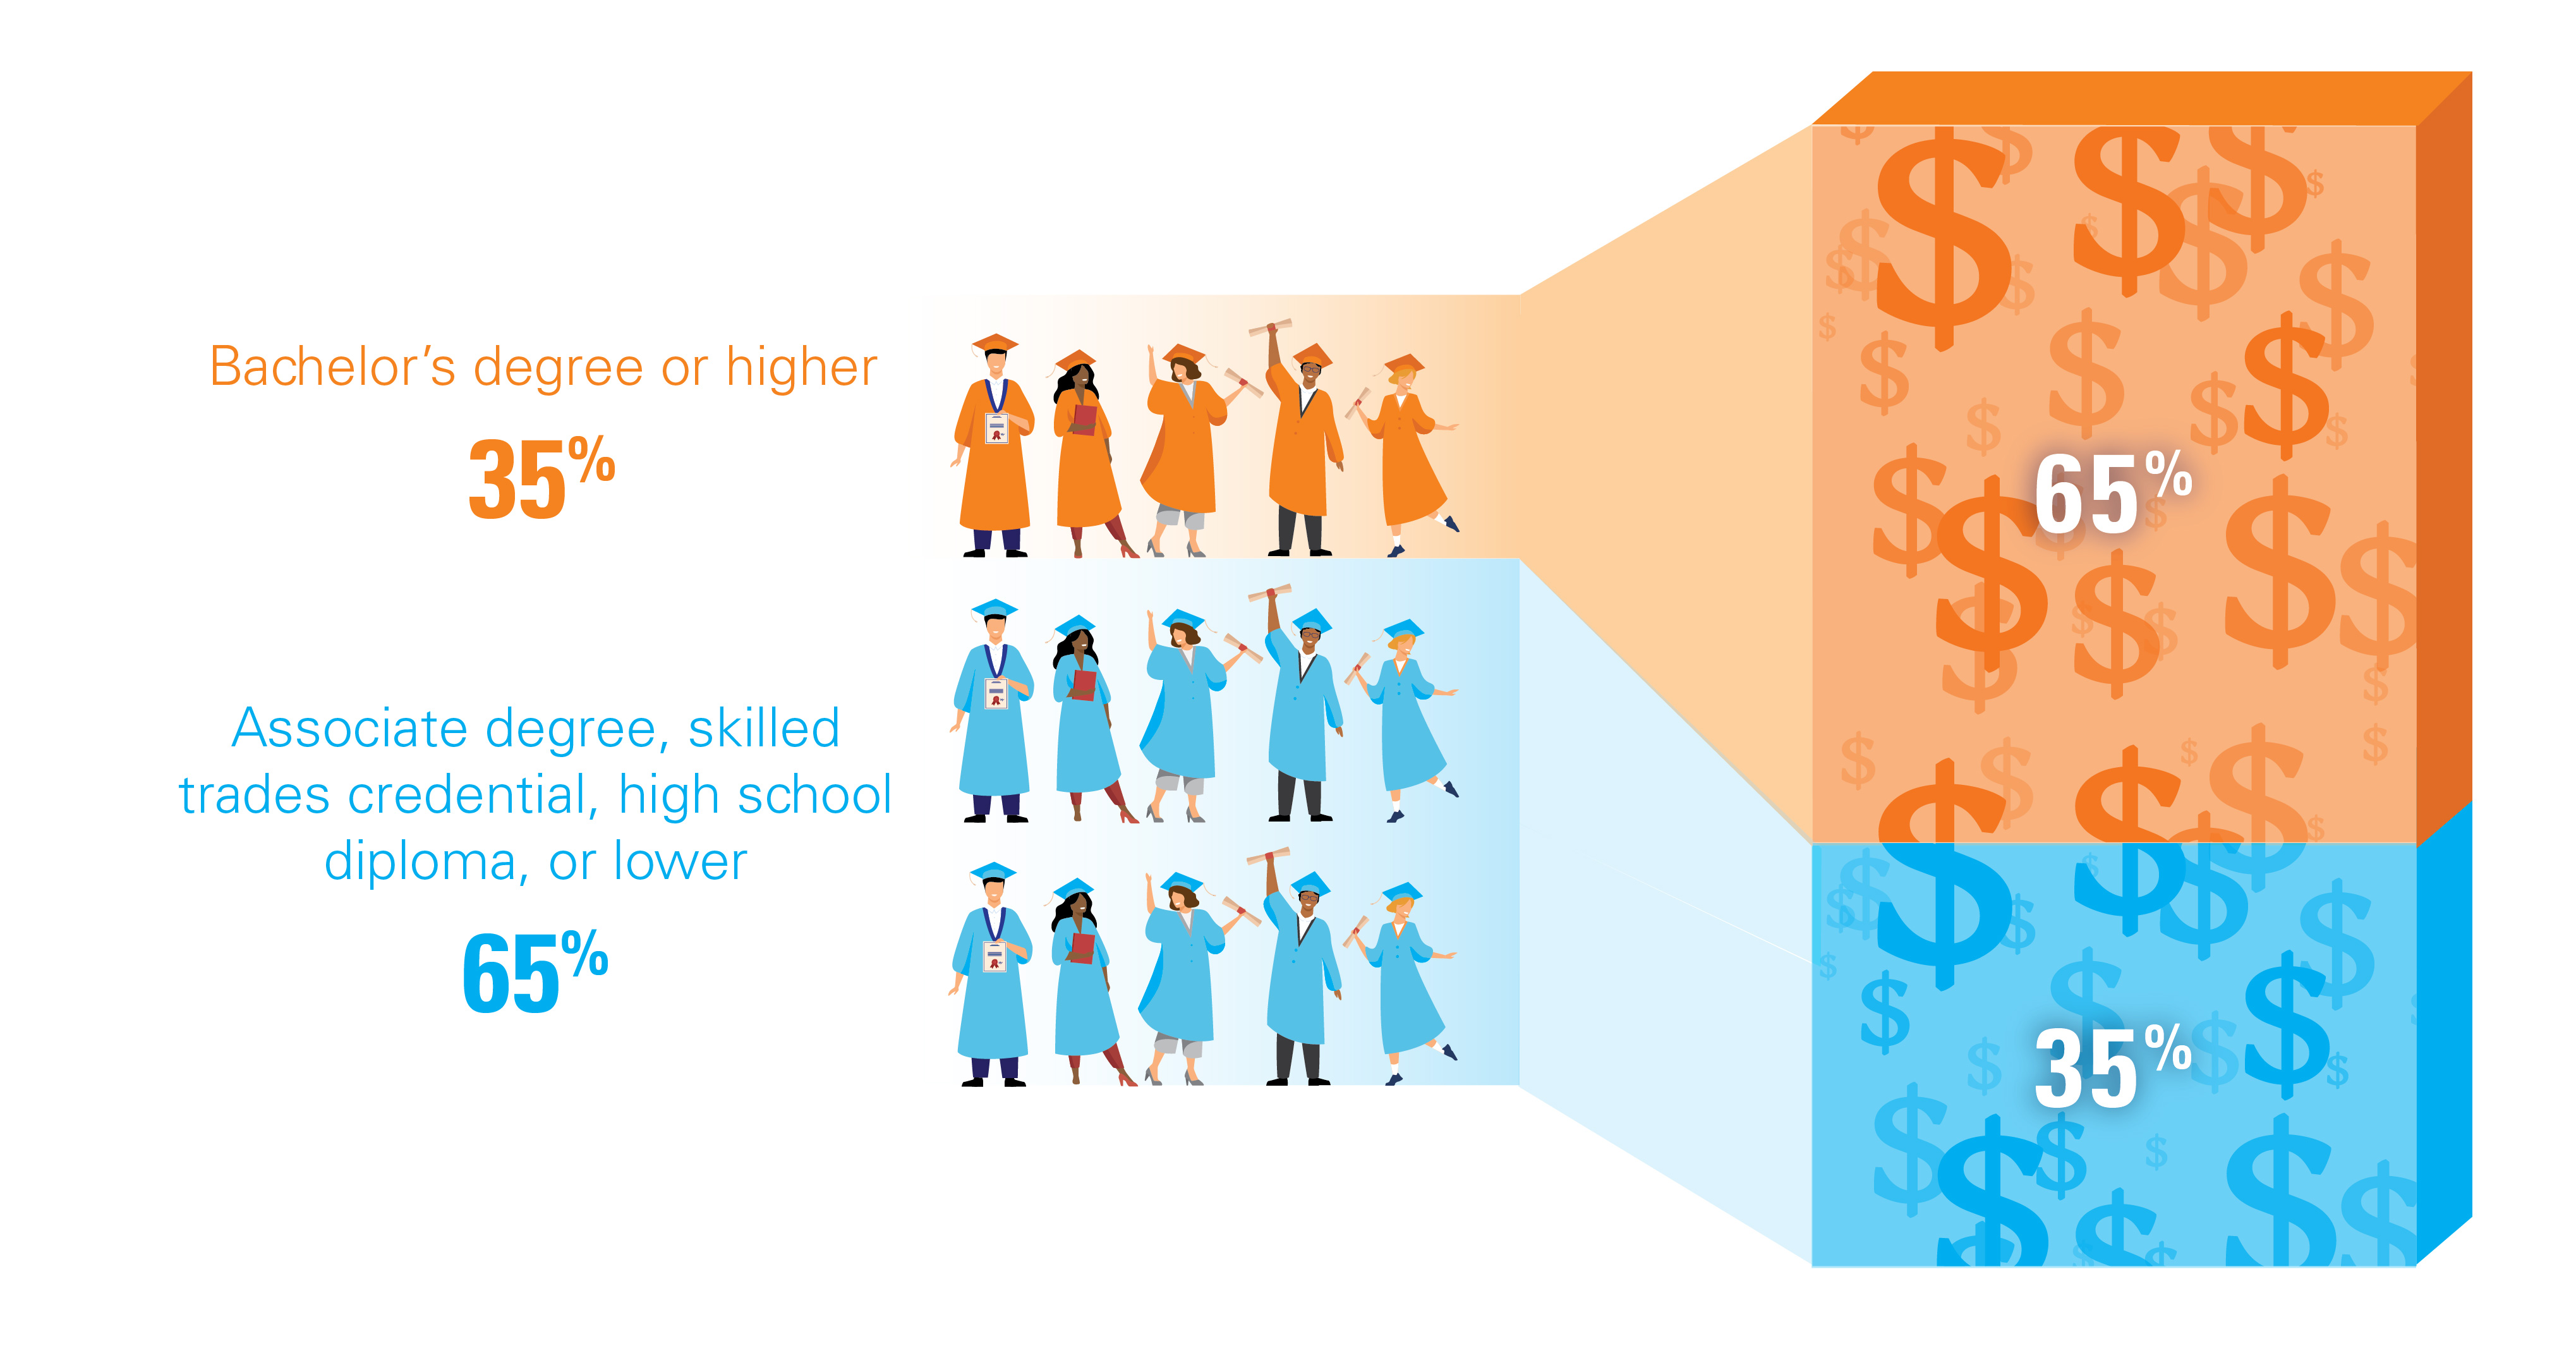 Bachelor’s degree or higher
35%
65%
Associate degree, skilled
trades credential, high school
diploma, or lower
65%
35%